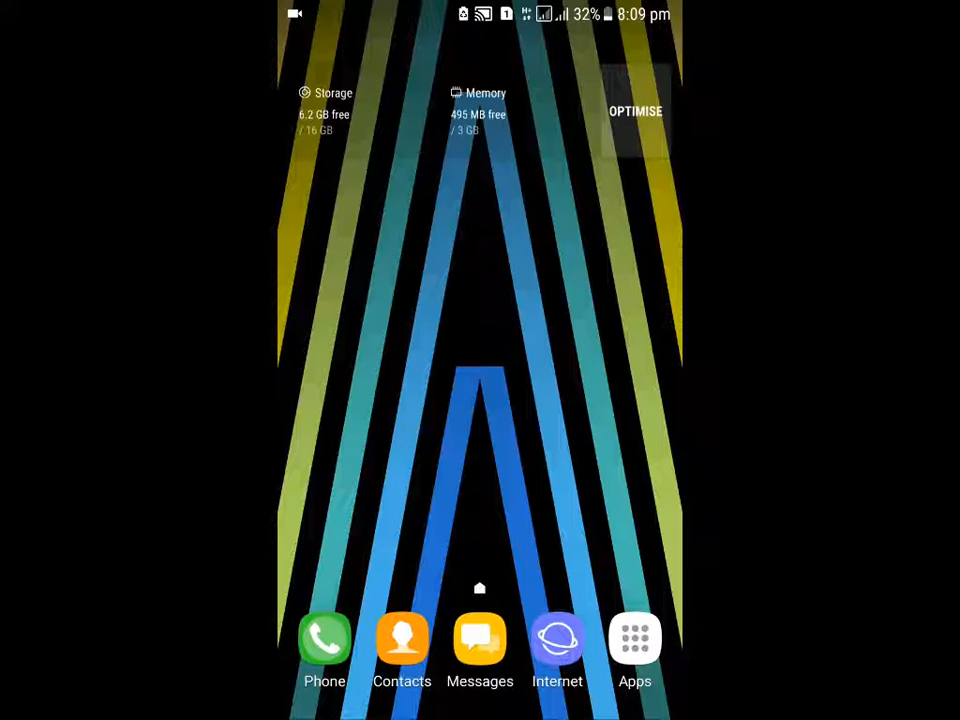 1 H+ 32% 8:09 pm
Storage
6.2 GB free
/ 16 GB
Memory
495 MB free
/ 3 GB
OPTIMISE
Phone
Contacts
Messages
Internet
Apps